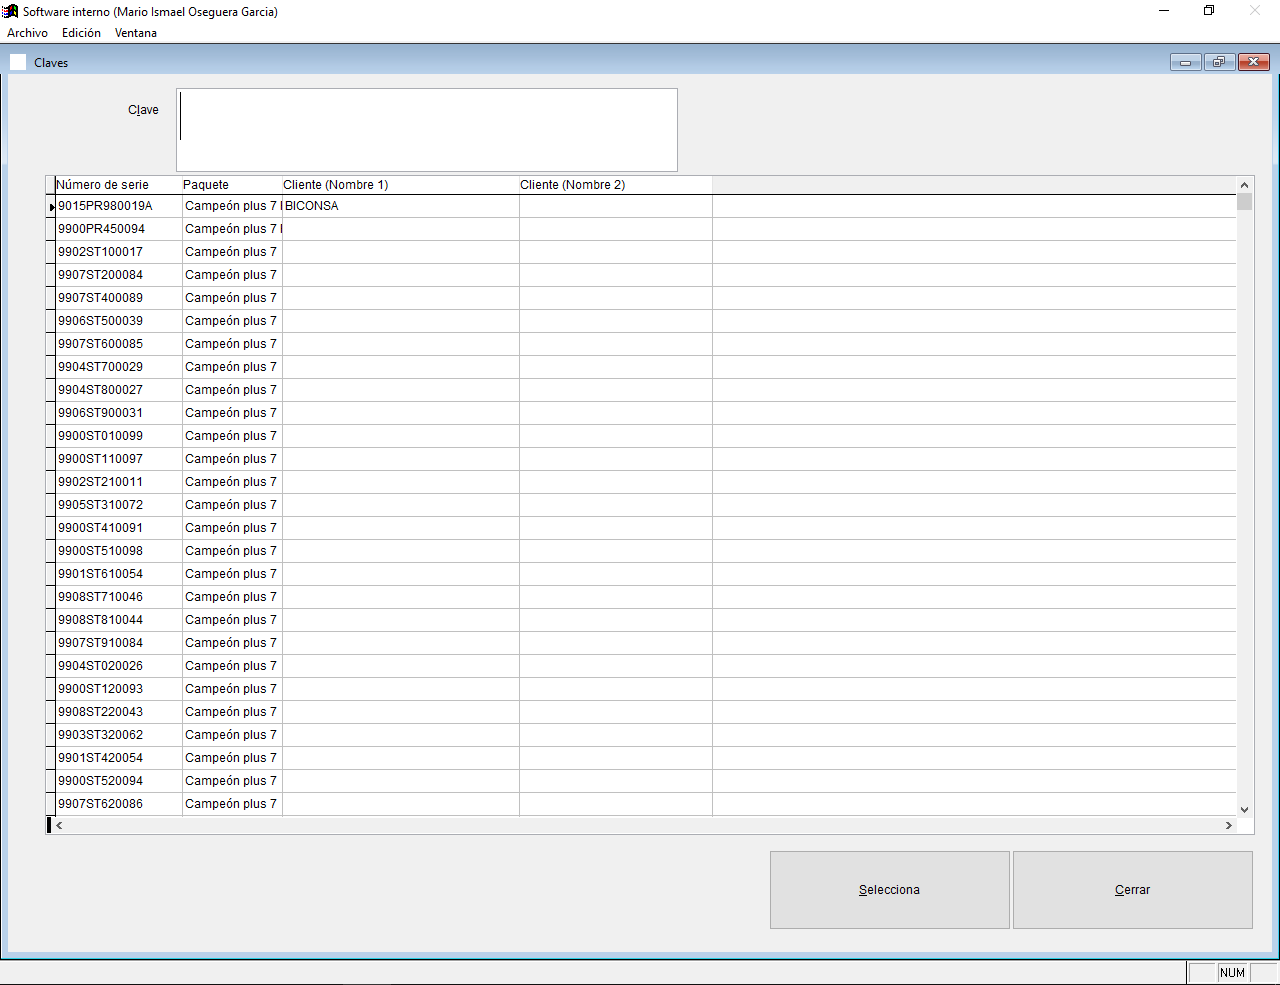 Software interno (Mario Ismael Oseguera Garcia)
Archivo Edición Ventana
Claves
Clave
Número de serie Paquete Cliente (Nombre 1) Cliente (Nombre 2)
9015PR980019A Campeón plus 7 BICONSA
9900PR450094 Campeón plus 7
9902ST100017 Campeón plus 7
9907ST200084 Campeón plus 7
9907ST400089 Campeón plus 7
9906ST500039 Campeón plus 7
9907ST600085 Campeón plus 7
9904ST700029 Campeón plus 7
9904ST800027 Campeón plus 7
9906ST900031 Campeón plus 7
9900ST010099 Campeón plus 7
9900ST110097 Campeón plus 7
9902ST210011 Campeón plus 7
9905ST310072 Campeón plus 7
9900ST410091 Campeón plus 7
9900ST510098 Campeón plus 7
9901ST610054 Campeón plus 7
9908ST710046 Campeón plus 7
9908ST810044 Campeón plus 7
9907ST910084 Campeón plus 7
9904ST020026 Campeón plus 7
9900ST120093 Campeón plus 7
9908ST220043 Campeón plus 7
9903ST320062 Campeón plus 7
9901ST420054 Campeón plus 7
9900ST520094 Campeón plus 7
9907ST620086 Campeón plus 7
Selecciona Cerrar
NUM